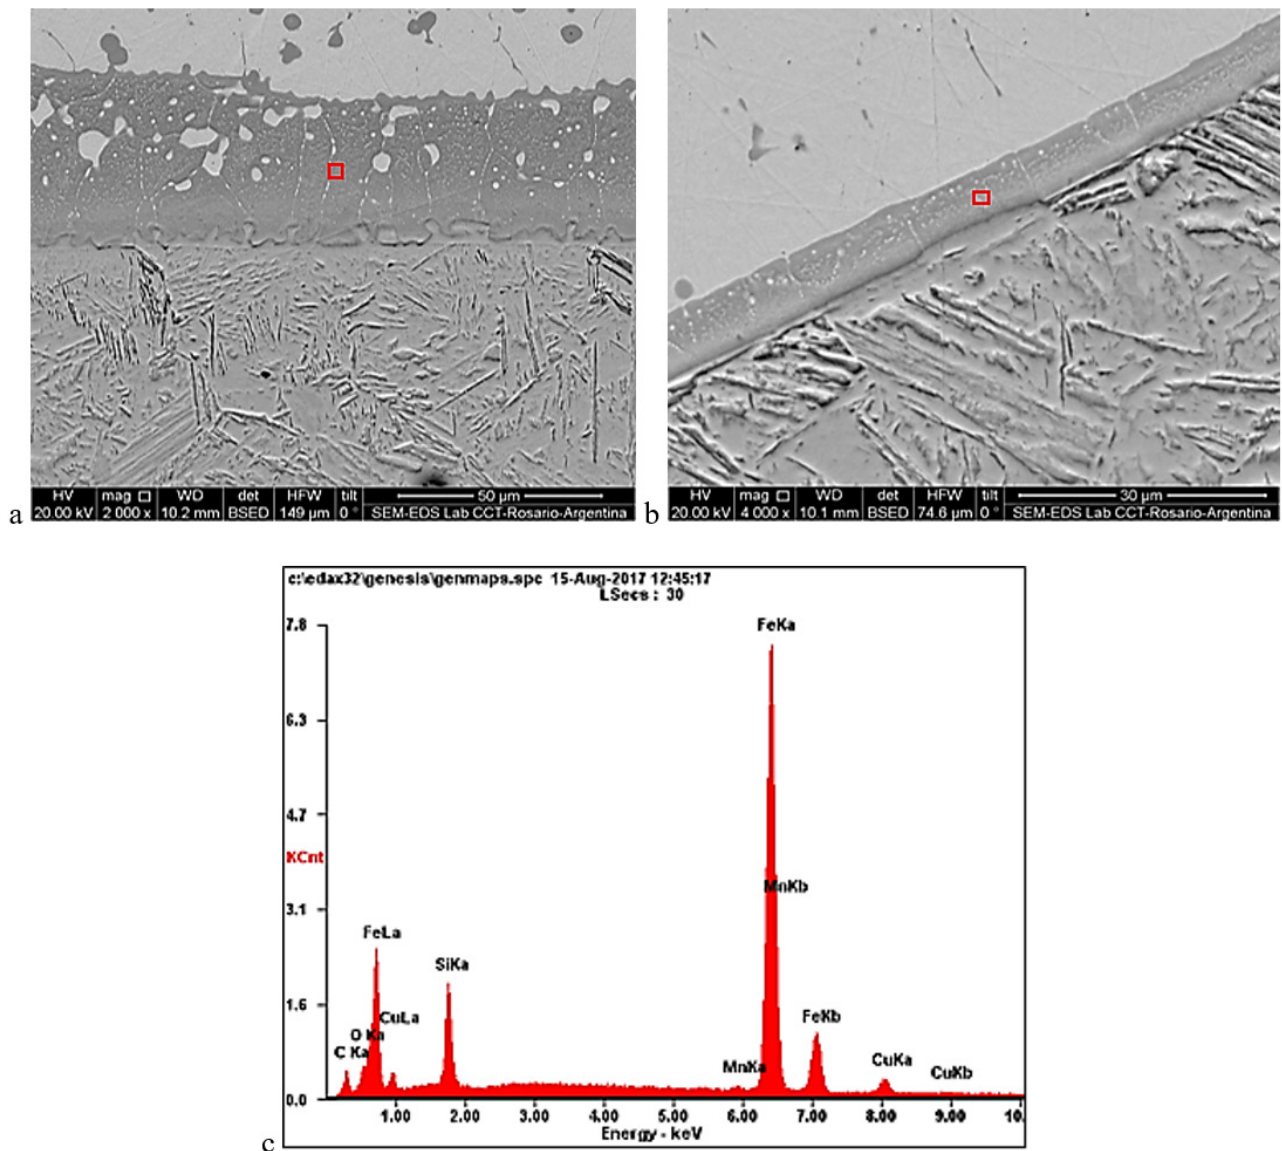 HV mag □ WD det HFW tilt 50 µm
20.00 kV 2 000 x 10.2 mm BSED 149 µm 0° SEM-EDS Lab CCT-Rosario-Argentina
a
HV mag □ WD det HFW tilt 30 µm
20.00 kV 4 000 x 10.1 mm BSED 74.6 µm 0° SEM-EDS Lab CCT-Rosario-Argentina
b
c:\edax32\genesis\genmaps.spc 15-Aug-2017 12:45:17
LSecs : 30
7.8
FeKa
6.3
4.7
KCnt
MnKb
3.1
FeLa
SiKa
1.6
CuLa
FeKb
O Ka
C Ka
MnKa
CuKa
CuKb
0.0
1.00 2.00 3.00 4.00 5.00 6.00 7.00 8.00 9.00 10.
Energy - keV
c